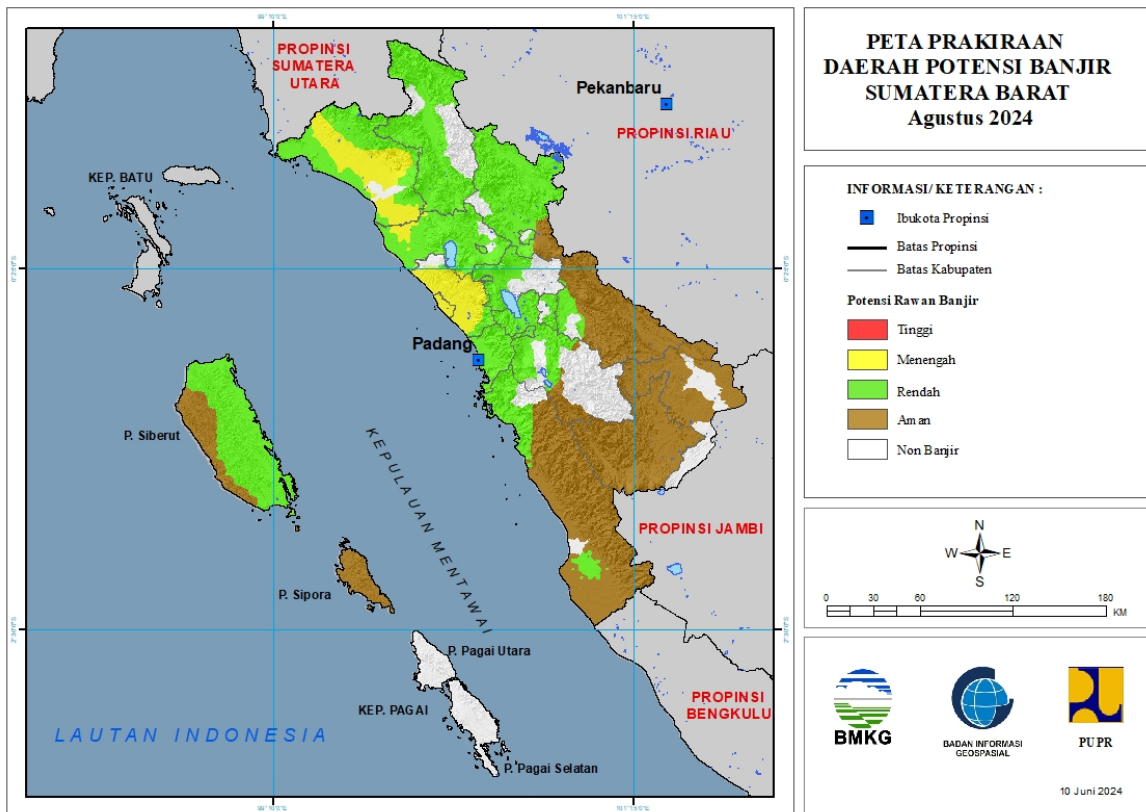 PROPINSI
SUMATERA
UTARA
Pekanbaru
PROPINSI RIAU
KEP. BATU
Padang
P. Siberut
KEPULAUAN MENTAWAI
PROPINSI JAMBI
P. Sipora
P. Pagai Utara
KEP. PAGAI
PROPINSI
BENGKULU
LAUTAN INDONESIA
P. Pagai Selatan
PETA PRAKIRAAN
DAERAH POTENSI BANJIR
SUMATERA BARAT
Agustus 2024
INFORMASI/ KETERANGAN :
Ibukota Propinsi
Batas Propinsi
Batas Kabupaten
Potensi Rawan Banjir
Tinggi
Menengah
Rendah
Aman
Non Banjir
N
W E
S
0 30 60 120 180
KM
BMKG
BADAN INFORMASI
GEOSPASIAL
PUPR
10 Juni 2024